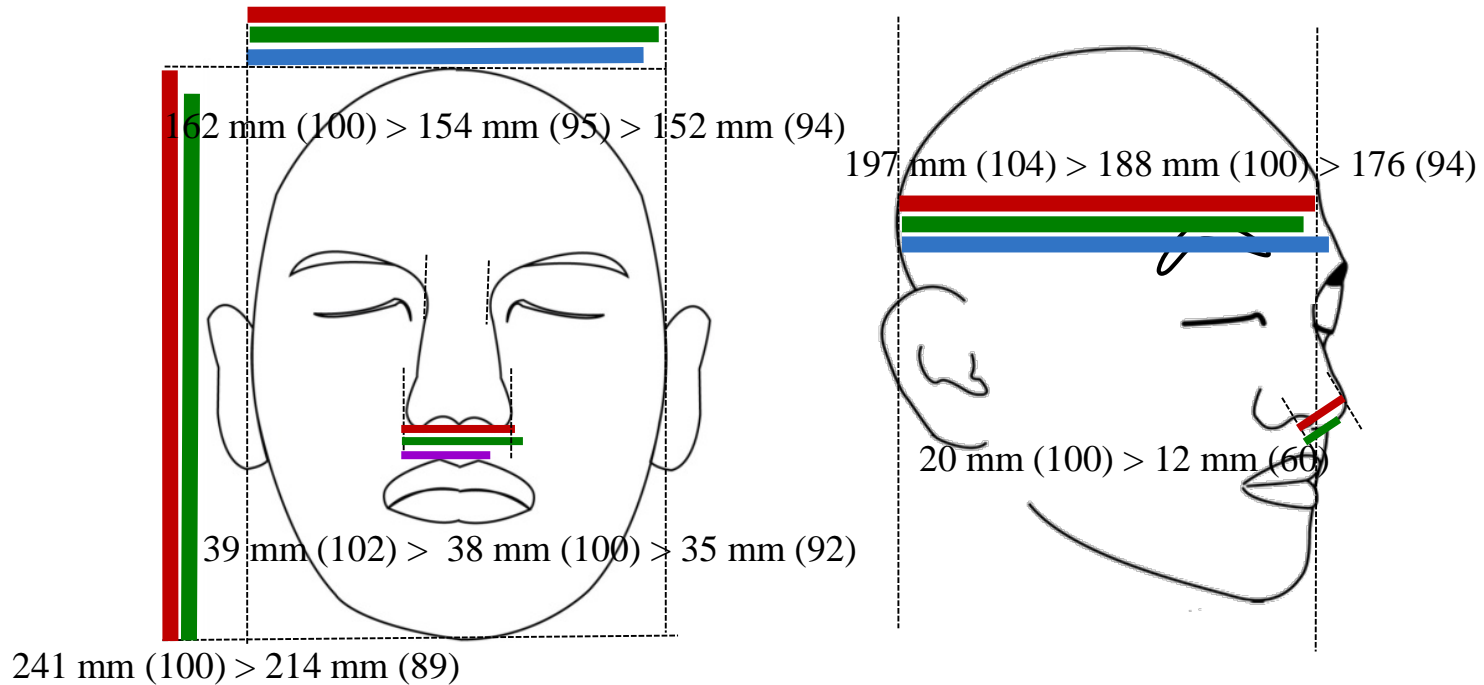 162 mm (100) > 154 mm (95) > 152 mm (94)
197 mm (104) > 188 mm (100) > 176 (94)
20 mm (100) > 12 mm (60)
39 mm (102) > 38 mm (100) > 35 mm (92)
241 mm (100) > 214 mm (89)